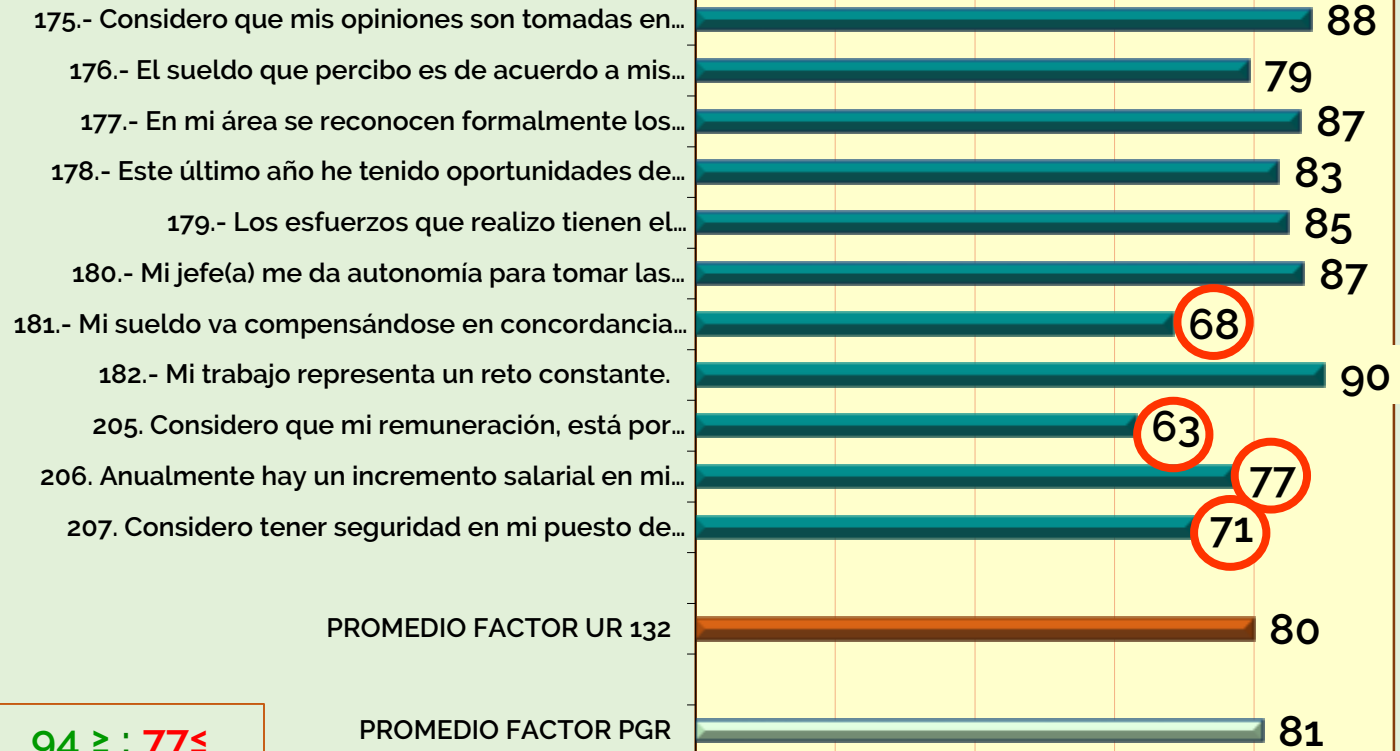 175.- Considero que mis opiniones son tomadas en… 88
176.- El sueldo que percibo es de acuerdo a mis… 79
177.- En mi área se reconocen formalmente los… 87
178.- Este último año he tenido oportunidades de… 83
179.- Los esfuerzos que realizo tienen el… 85
180.- Mi jefe(a) me da autonomía para tomar las… 87
181.- Mi sueldo va compensándose en concordancia… 68
182.- Mi trabajo representa un reto constante. 90
205. Considero que mi remuneración, está por… 63
206. Anualmente hay un incremento salarial en mi… 77
207. Considero tener seguridad en mi puesto de… 71
PROMEDIO FACTOR UR 132 80
PROMEDIO FACTOR PGR 81
94 ≥ : 77≤